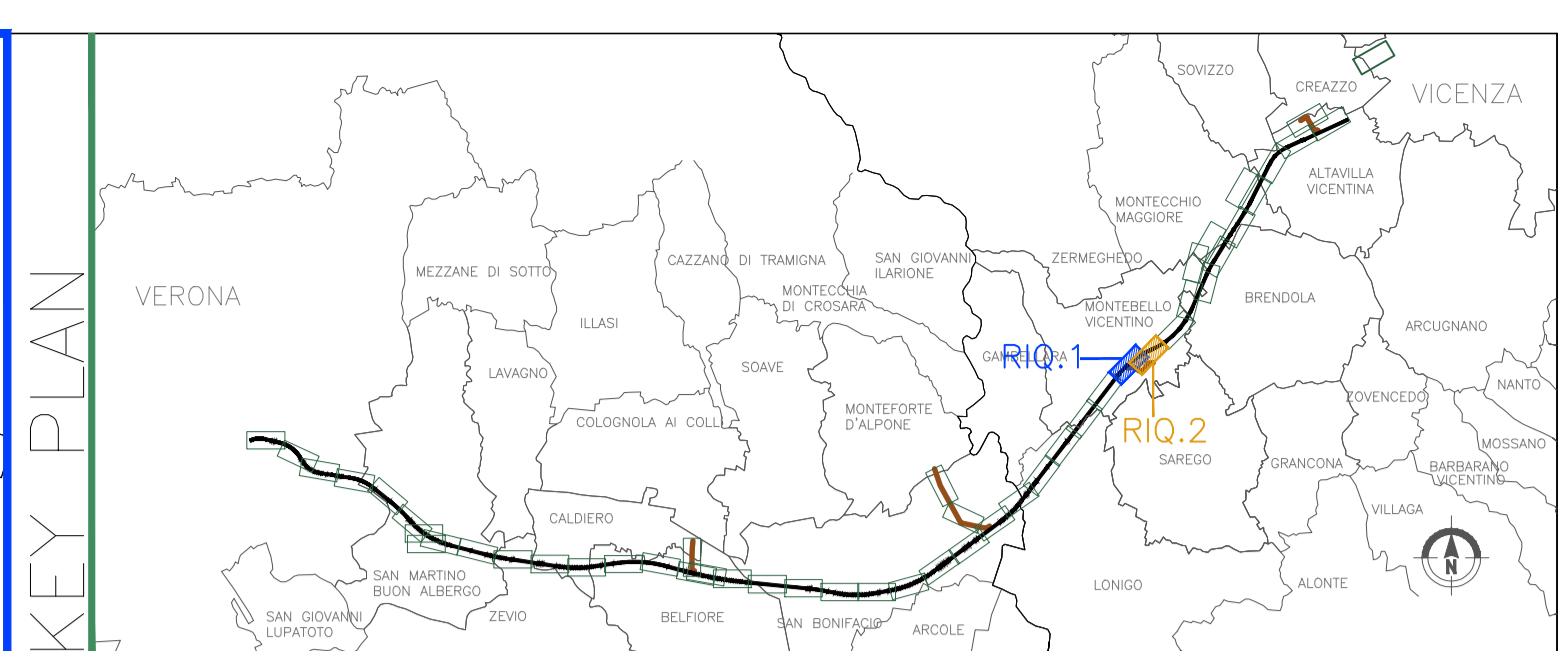 KEY PLAN
SOVIZZO
CREAZZO
VICENZA
ALTAVILLA
VICENTINA
MONTECCHIO
MAGGIORE
ZERMEGHEDO
SAN GIOVANNI
ILARIONE
CAZZANO DI TRAMIGNA
MEZZANE DI SOTTO
VERONA
MONTECCHIA
DI CROSARA
MONTEBELLO
VICENTINO
BRENDOLA
ARCUGNANO
ILLASI
GAMBELLARA
RIQ.1
SOAVE
LAVAGNO
NANTO
ZOVENCEDO
MONTEFORTE
D'ALPONE
COLOGNOLA AI COLLI
RIQ.2
MOSSANO
SAREGO
GRANCONA
BARBARANO
VICENTINO
VILLAGA
CALDIERO
N
SAN MARTINO
BUON ALBERGO
LONIGO
ALONTE
SAN GIOVANNI
LUPATOTO
ZEVIO
BELFIORE
SAN BONIFACIO
ARCOLE